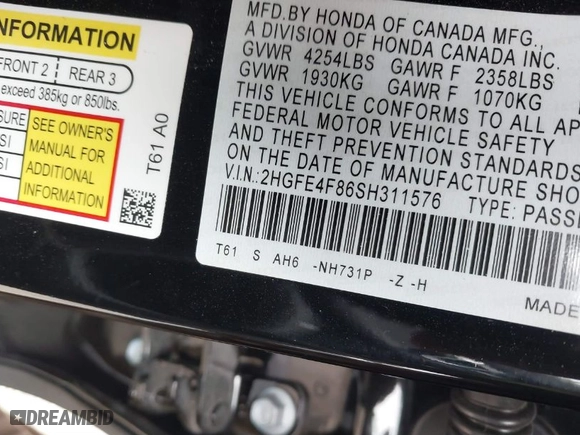 INFORMATION
FRONT 2 REAR 3
exceed 385kg or 850lbs.
SEE OWNER'S
MANUAL FOR
ADDITIONAL
INFORMATION
T61 A0
MFD.BY HONDA OF CANADA MFG.,
A DIVISION OF HONDA CANADA INC.
GVWR 4254LBS GAWR F 2358LBS
GVWR 1930KG GAWR F 1070KG
THIS VEHICLE CONFORMS TO ALL
FEDERAL MOTOR VEHICLE SAFETY
AND THEFT PREVENTION STANDARDS
ON THE DATE OF MANUFACTURE
V.I.N.:2HGFE4F86SH311576 TYPE:
T61 S AH6 -NH731P -Z -H
MADE
DREAMBID